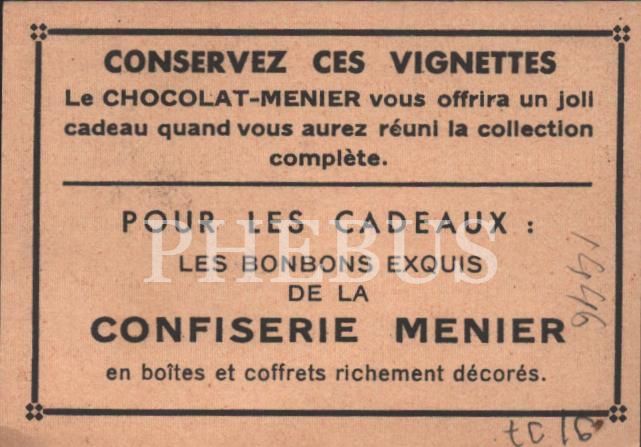 CONSERVEZ CES VIGNETTES
Le CHOCOLAT-MENIER vous offrira un joli
cadeau quand vous aurez réuni la collection
complète.
POUR LES CADEAUX :
PHEBUS
LES BONBONS EXQUIS
DE LA
CONFISERIE MENIER
en boîtes et coffrets richement décorés.